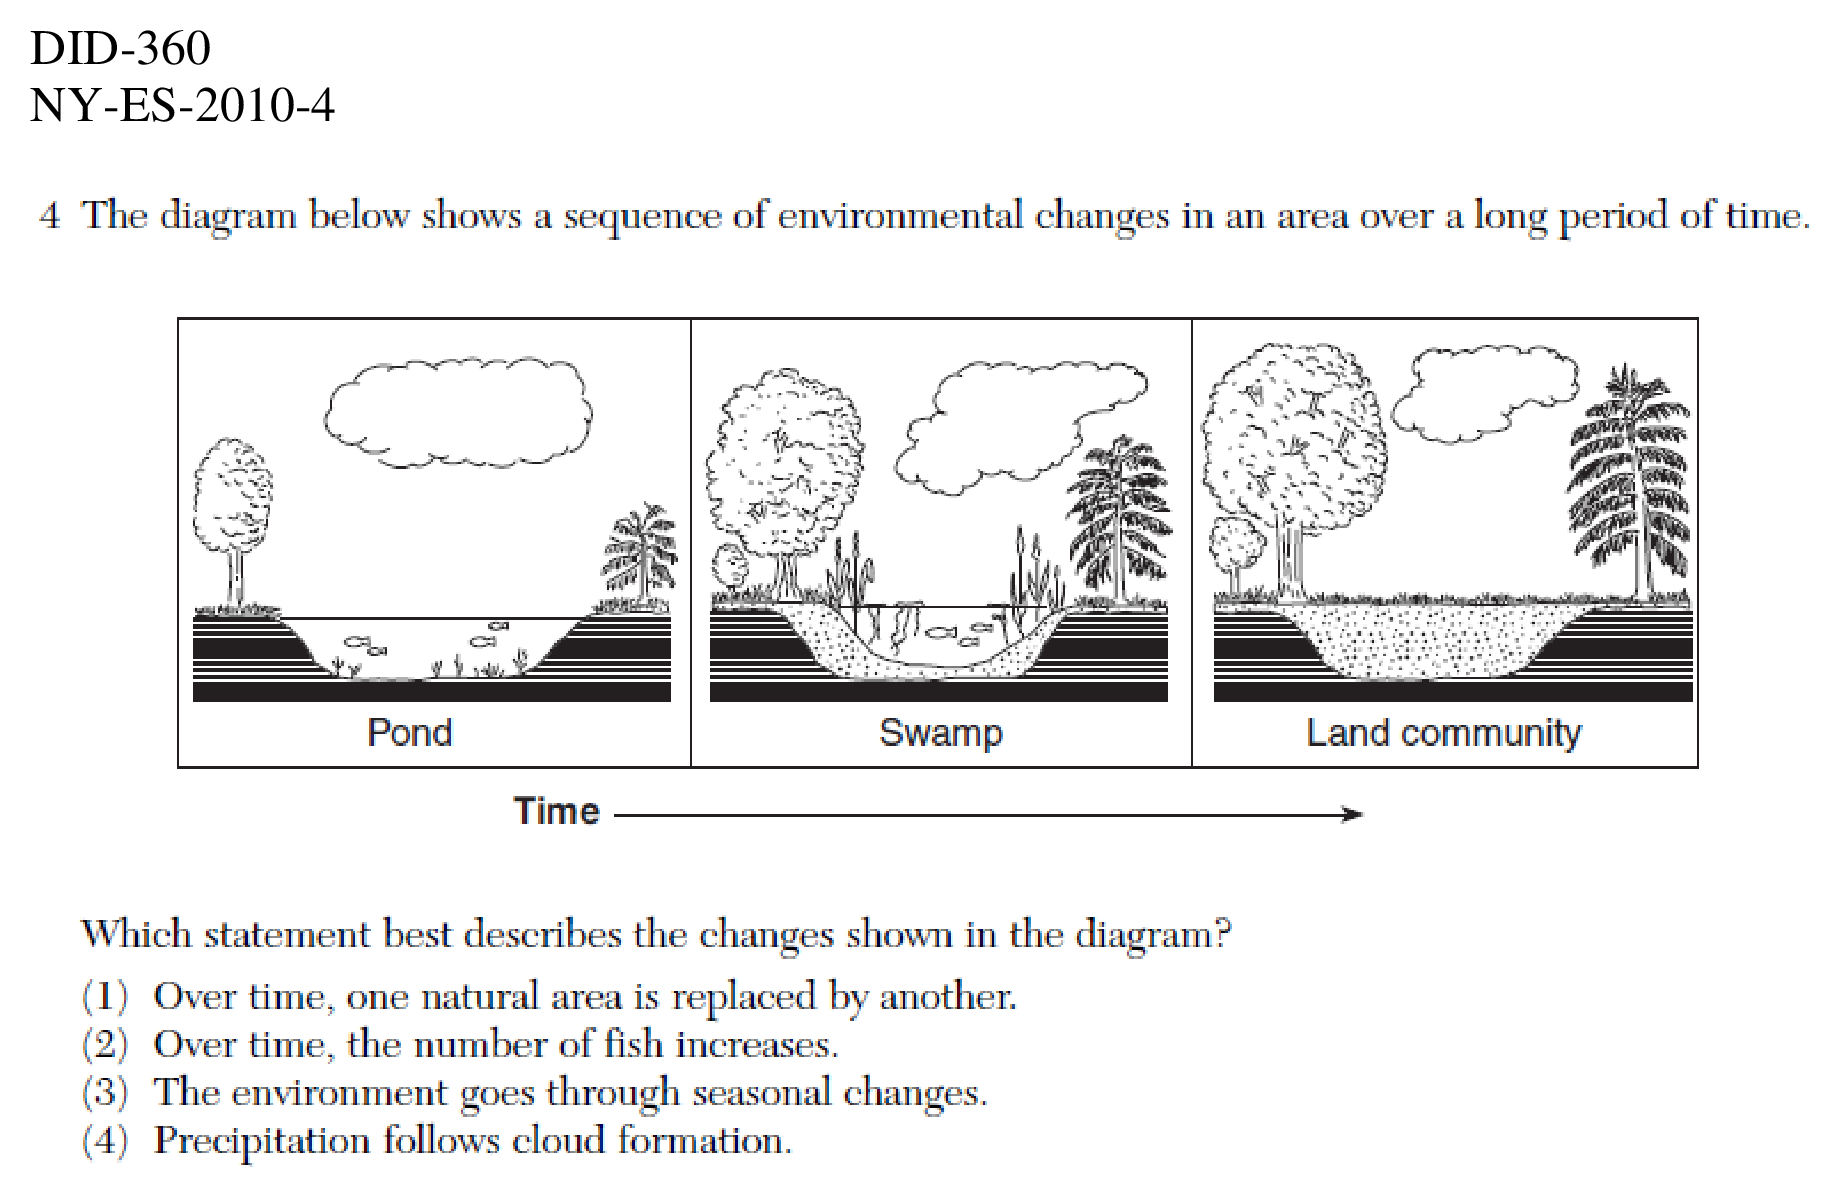 DID-360
NY-ES-2010-4
4 The diagram below shows a sequence of environmental changes in an area over a long period of time.
Pond
Swamp
Land community
Time
Which statement best describes the changes shown in the diagram?
(1) Over time, one natural area is replaced by another.
(2) Over time, the number of fish increases.
(3) The environment goes through seasonal changes.
(4) Precipitation follows cloud formation.